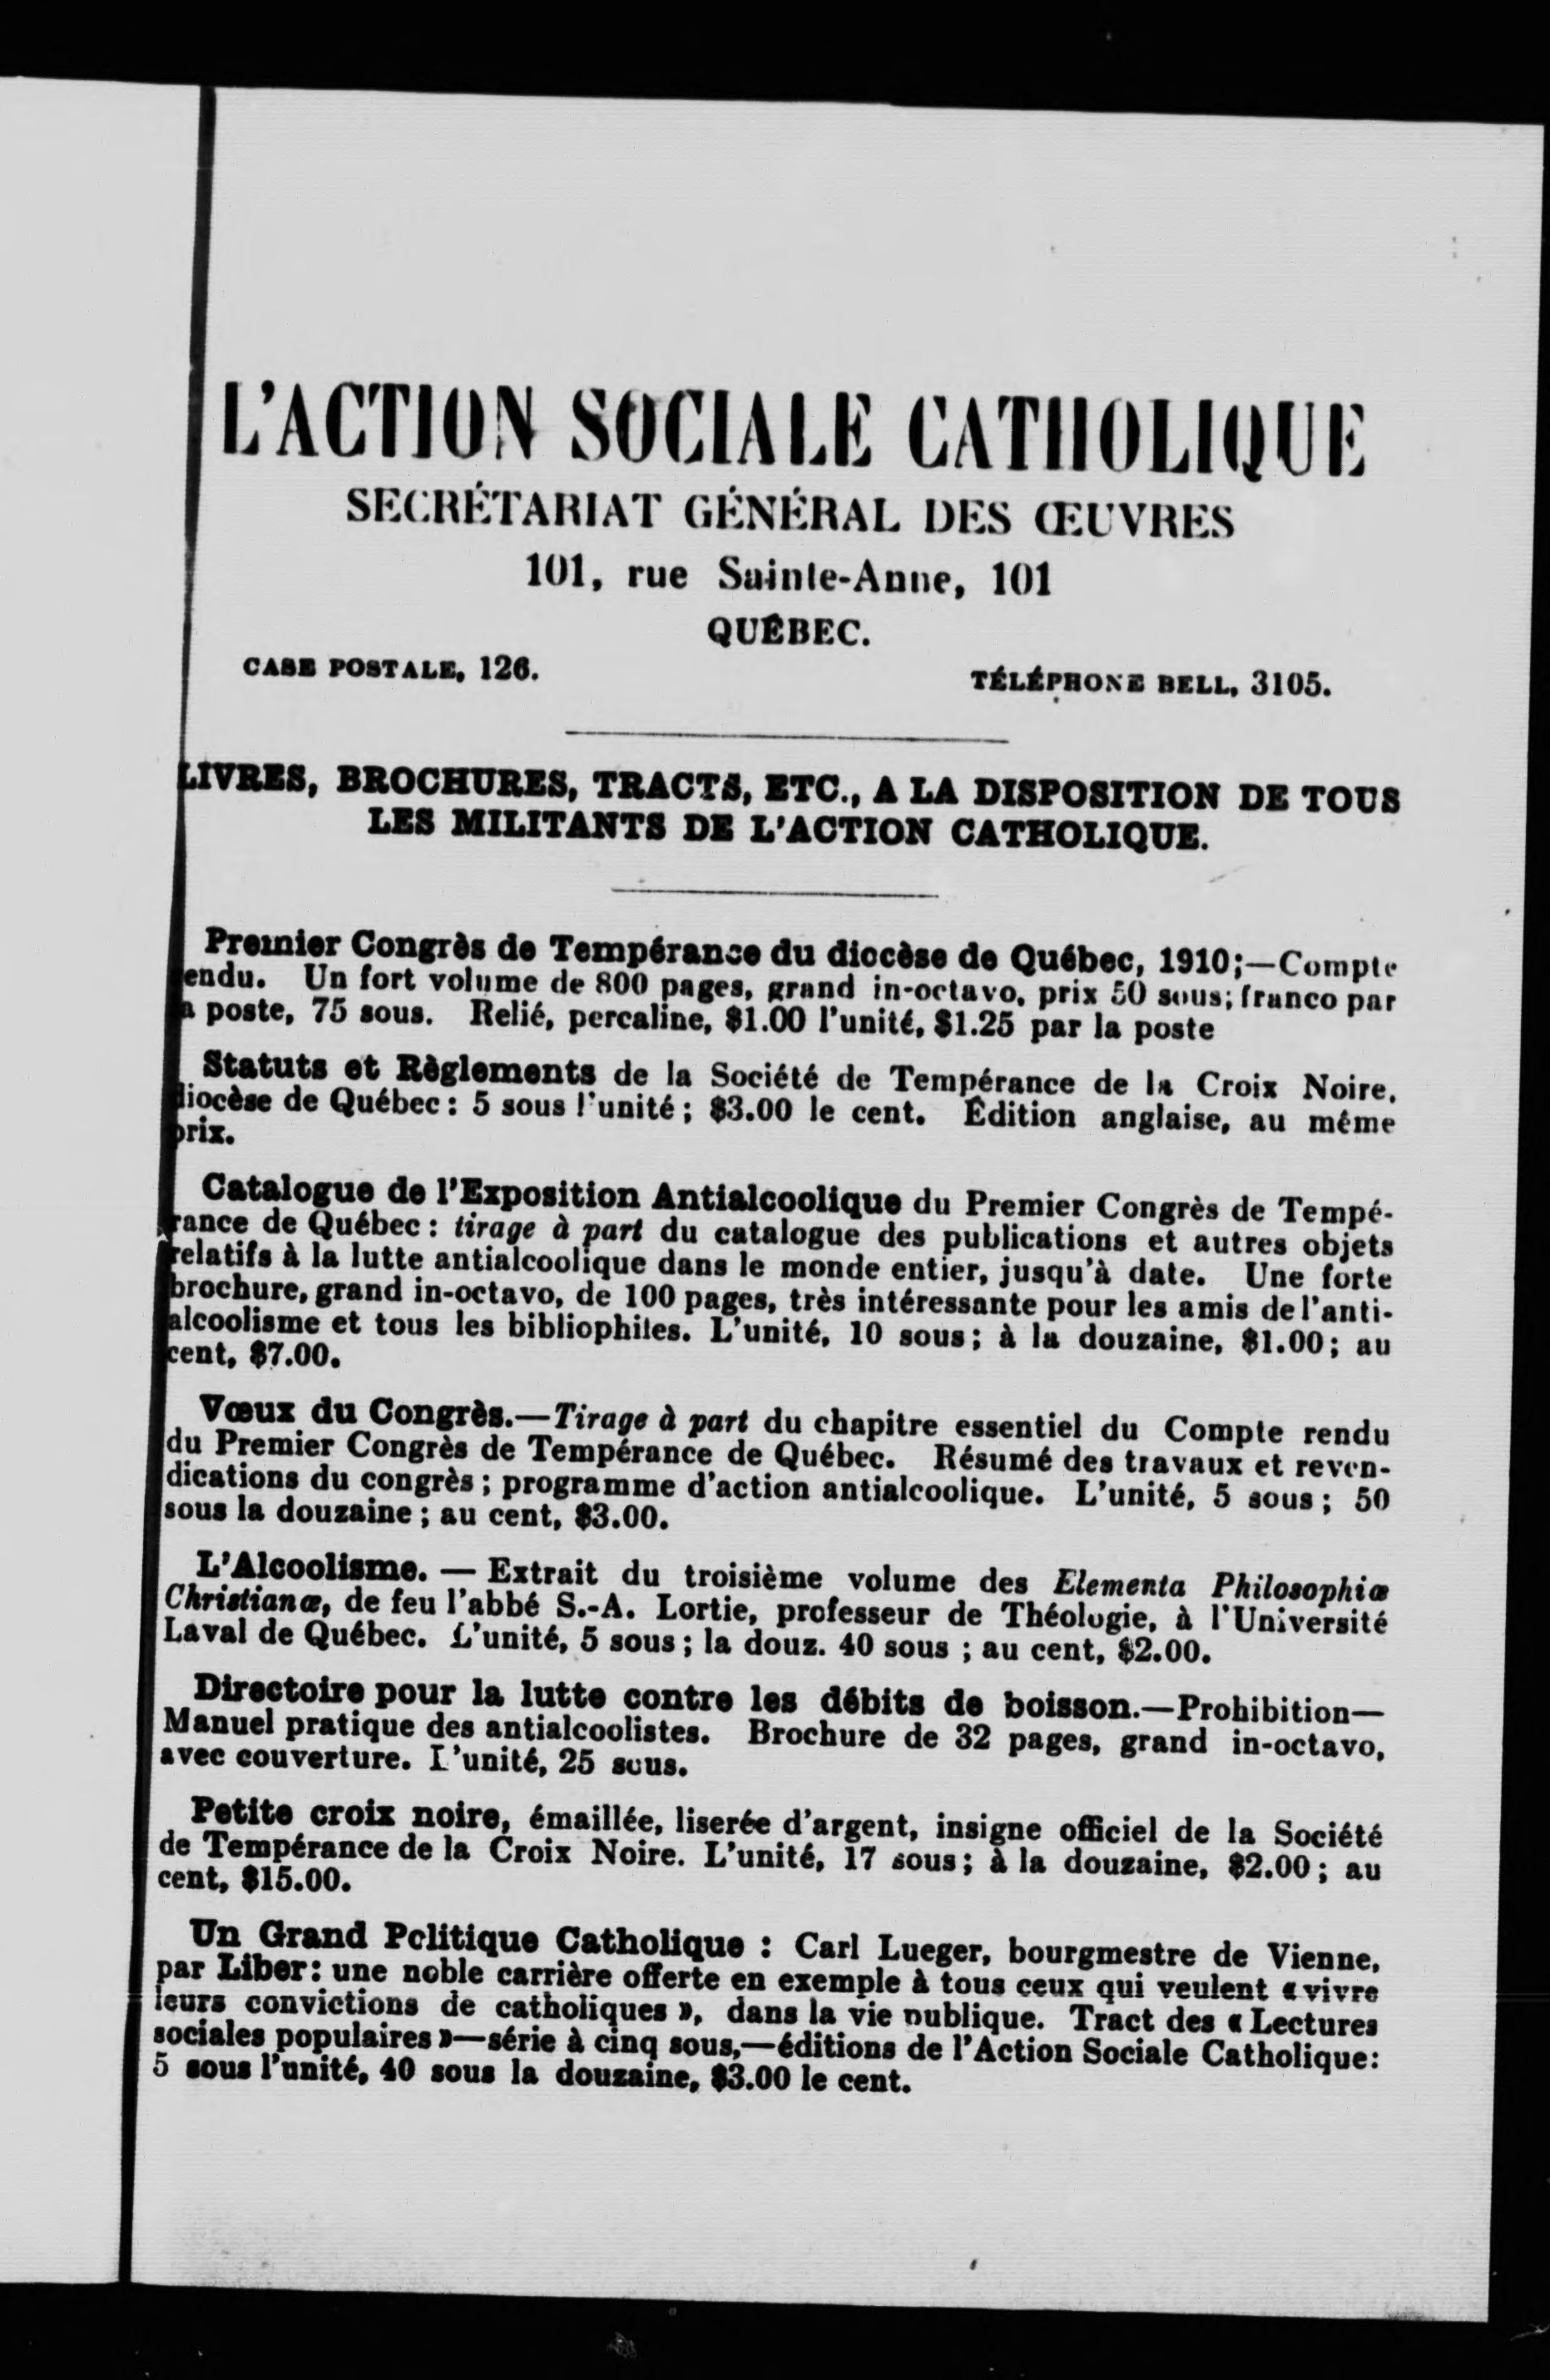 L'ACTION SOCIALE CATHOLIQUE
SECRÉTARIAT GÉNÉRAL DES ŒUVRES
101, rue Sainte-Anne, 101
QUÉBEC.
CASE POSTALE, 126.
TÉLÉPHONE BELL, 3105.
LIVRES, BROCHURES, TRACTS, ETC., A LA DISPOSITION DE TOUS
LES MILITANTS DE L'ACTION CATHOLIQUE.
Premier Congrès de Tempérance du diocèse de Québec, 1910;—Compte
rendu. Un fort volume de 800 pages, grand in-octavo, prix 50 sous; franco par
la poste, 75 sous. Relié, percaline, $1.00 l'unité, $1.25 par la poste
Statuts et Règlements de la Société de Tempérance de la Croix Noire,
diocèse de Québec: 5 sous l'unité; $3.00 le cent. Édition anglaise, au même
prix.
Catalogue de l'Exposition Antialcoolique du Premier Congrès de Tempé-
rance de Québec: tirage à part du catalogue des publications et autres objets
relatifs à la lutte antialcoolique dans le monde entier, jusqu'à date. Une forte
brochure, grand in-octavo, de 100 pages, très intéressante pour les amis de l'anti-
alcoolisme et tous les bibliophiles. L'unité, 10 sous; à la douzaine, $1.00; au
cent, $7.00.
Vœux du Congrès.—Tirage à part du chapitre essentiel du Compte rendu
du Premier Congrès de Tempérance de Québec. Résumé des travaux et reven-
dications du congrès; programme d'action antialcoolique. L'unité, 5 sous; 50
sous la douzaine; au cent, $3.00.
L'Alcoolisme. — Extrait du troisième volume des Elementa Philosophiæ
Christianæ, de feu l'abbé S.-A. Lortie, professeur de Théologie, à l'Université
Laval de Québec. L'unité, 5 sous; la douz. 40 sous ; au cent, $2.00.
Directoire pour la lutte contre les débits de boisson.—Prohibition—
Manuel pratique des antialcoolistes. Brochure de 32 pages, grand in-octavo,
avec couverture. L'unité, 25 sous.
Petite croix noire, émaillée, liserée d'argent, insigne officiel de la Société
de Tempérance de la Croix Noire. L'unité, 17 sous; à la douzaine, $2.00; au
cent, $15.00.
Un Grand Politique Catholique : Carl Lueger, bourgmestre de Vienne,
par Liber: une noble carrière offerte en exemple à tous ceux qui veulent « vivre
leurs convictions de catholiques », dans la vie publique. Tract des « Lectures
sociales populaires »—série à cinq sous,—éditions de l'Action Sociale Catholique:
5 sous l'unité, 40 sous la douzaine, $3.00 le cent.